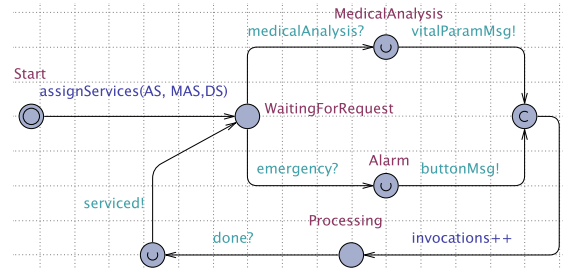 MedicalAnalysis
medicalAnalysis? vitalParamMsg!
Start
assignServices(AS, MAS,DS)
WaitingForRequest
C
Alarm
emergency? U buttonMsg!
serviced!
Processing
done? invocations++
U